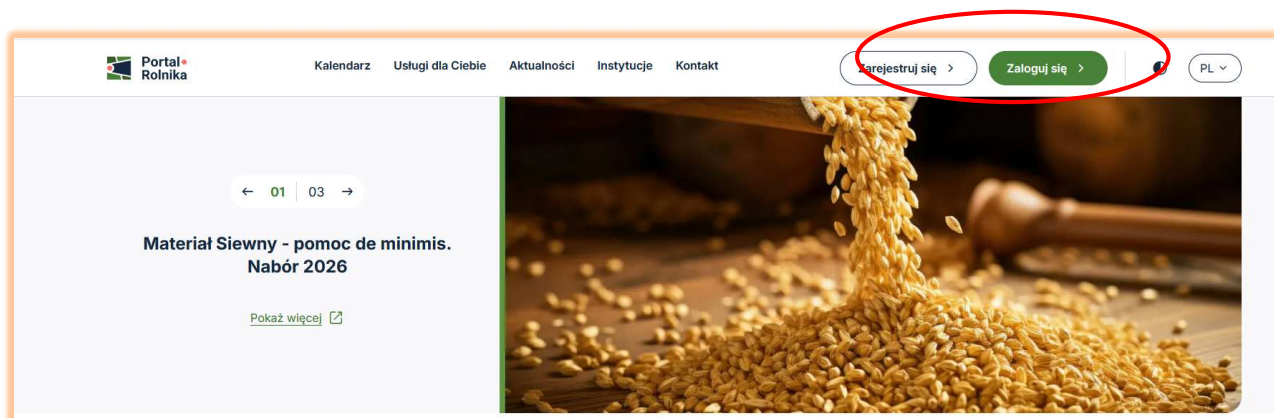 Portal
Rolnika
Kalendarz Usługi dla Ciebie Aktualności Instytucje Kontakt
Zarejestruj się
Zaloguj się
PL
01 03
Materiał Siewny - pomoc de minimis.
Nabór 2026
Pokaż więcej